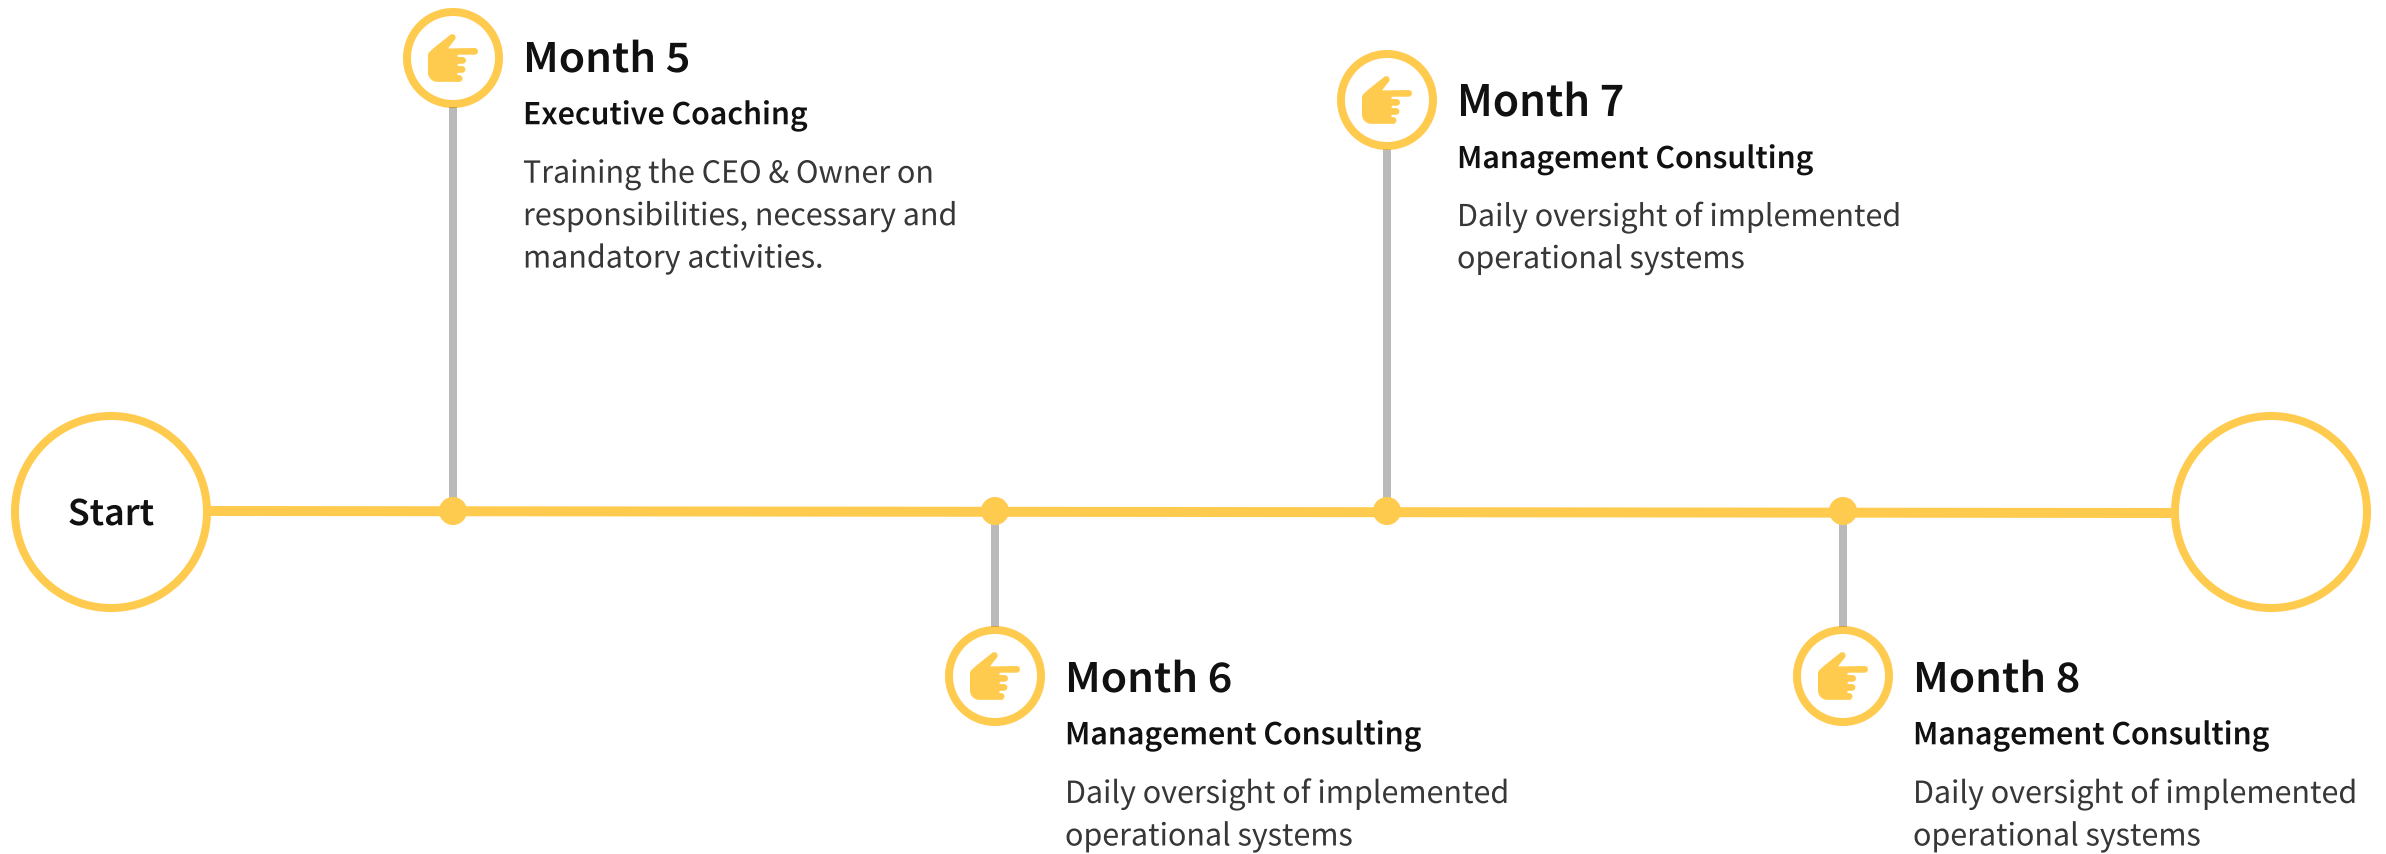 Month 5
Executive Coaching
Training the CEO & Owner on
responsibilities, necessary and
mandatory activities.
Month 7
Management Consulting
Daily oversight of implemented
operational systems
Start
Month 6
Management Consulting
Daily oversight of implemented
operational systems
Month 8
Management Consulting
Daily oversight of implemented
operational systems